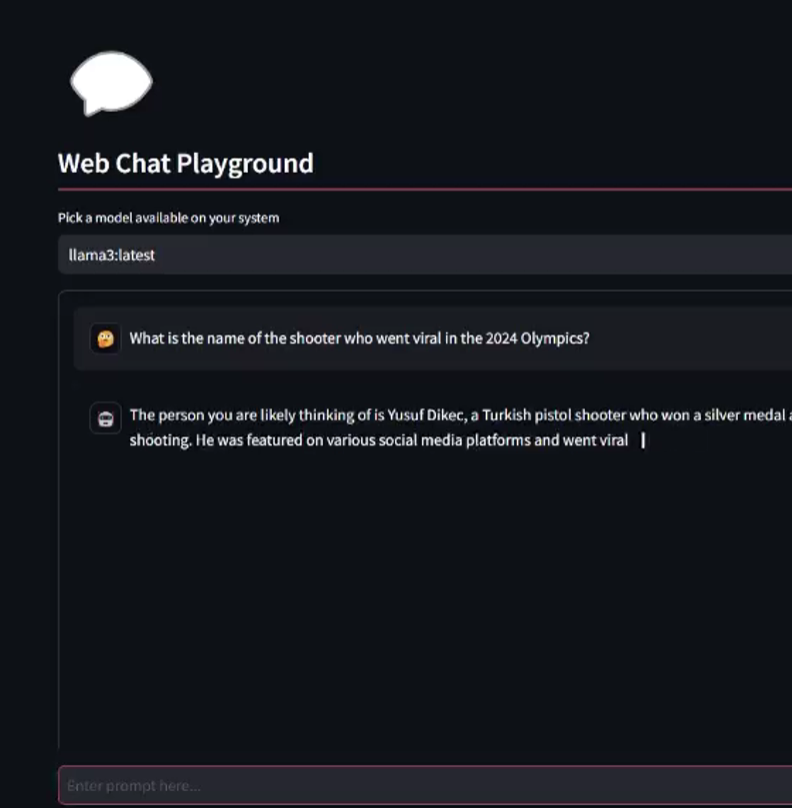 Web Chat Playground
Pick a model available on your system
llama3:latest
What is the name of the shooter who went viral in the 2024 Olympics?
The person you are likely thinking of is Yusuf Dikec, a Turkish pistol shooter who won a silver medal a
shooting. He was featured on various social media platforms and went viral
Enter prompt here...